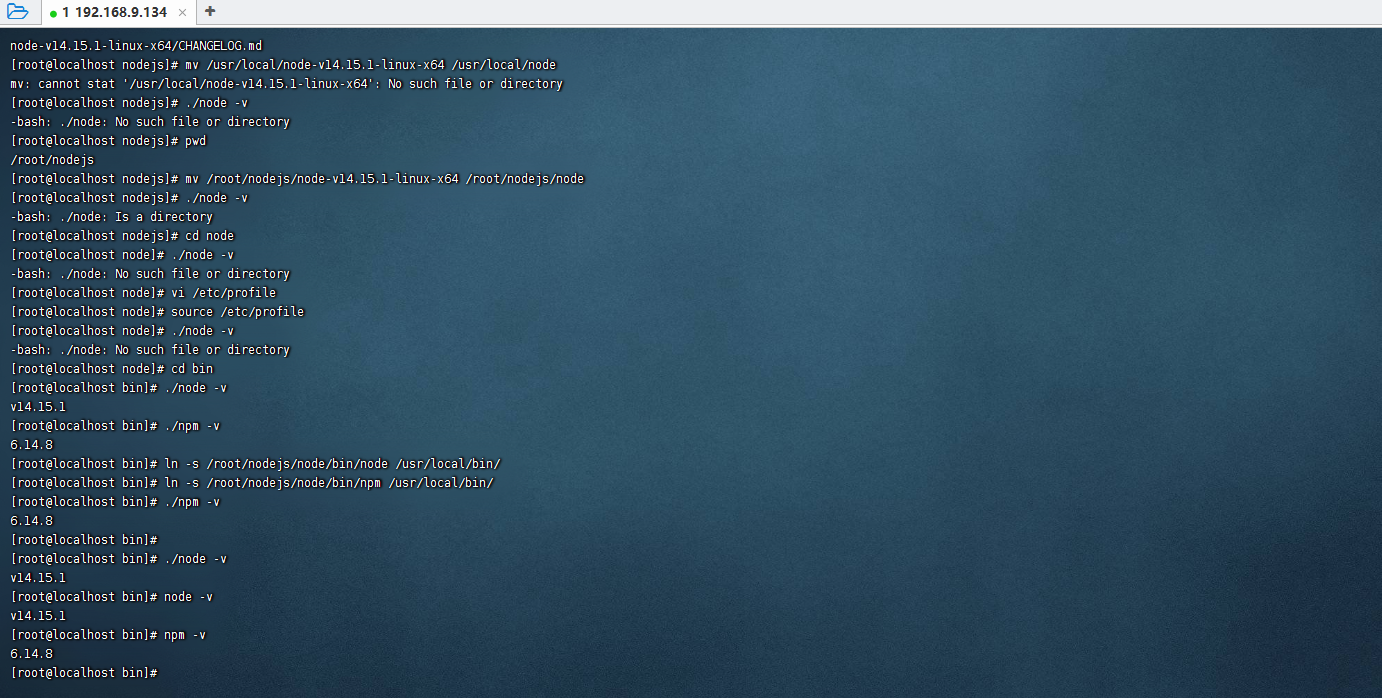 1 192.168.9.134 × +
node-v14.15.1-linux-x64/CHANGELOG.md
[root@localhost nodejs]# mv /usr/local/node-v14.15.1-linux-x64 /usr/local/node
mv: cannot stat '/usr/local/node-v14.15.1-linux-x64': No such file or directory
[root@localhost nodejs]# ./node -v
-bash: ./node: No such file or directory
[root@localhost nodejs]# pwd
/root/nodejs
[root@localhost nodejs]# mv /root/nodejs/node-v14.15.1-linux-x64 /root/nodejs/node
[root@localhost nodejs]# ./node -v
-bash: ./node: Is a directory
[root@localhost nodejs]# cd node
[root@localhost node]# ./node -v
-bash: ./node: No such file or directory
[root@localhost node]# vi /etc/profile
[root@localhost node]# source /etc/profile
[root@localhost node]# ./node -v
-bash: ./node: No such file or directory
[root@localhost node]# cd bin
[root@localhost bin]# ./node -v
v14.15.1
[root@localhost bin]# ./npm -v
6.14.8
[root@localhost bin]# ln -s /root/nodejs/node/bin/node /usr/local/bin/
[root@localhost bin]# ln -s /root/nodejs/node/bin/npm /usr/local/bin/
[root@localhost bin]# ./npm -v
6.14.8
[root@localhost bin]#
[root@localhost bin]# ./node -v
v14.15.1
[root@localhost bin]# node -v
v14.15.1
[root@localhost bin]# npm -v
6.14.8
[root@localhost bin]#